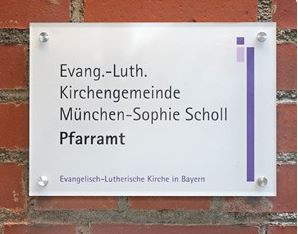 Evang.-Luth.
Kirchengemeinde
München-Sophie Scholl
Pfarramt
Evangelisch-Lutherische Kirche in Bayern